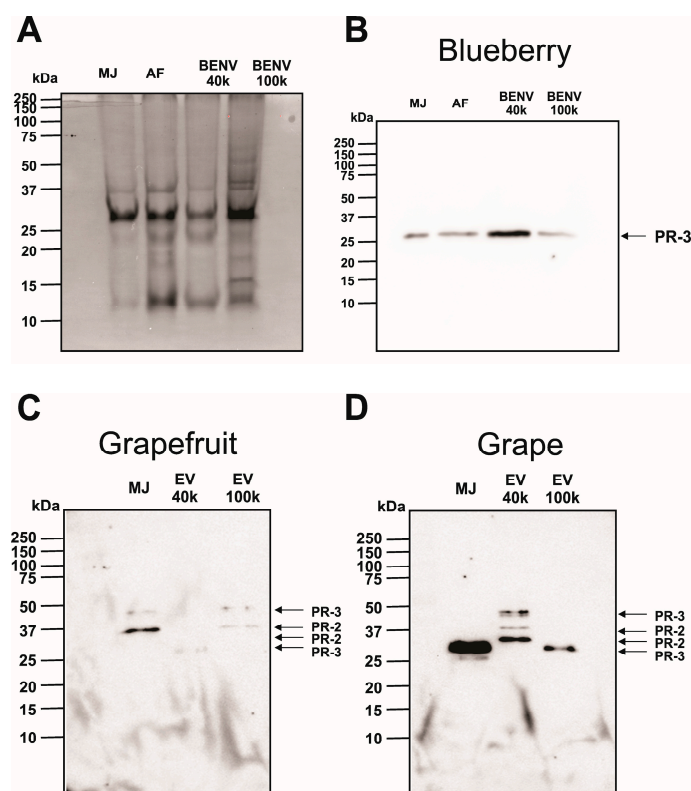 A
B
Blueberry
MJ AF BENV 40k BENV 100k
kDa
250
150
100
75
50
37
25
20
15
10
MJ AF BENV 40k BENV 100k
kDa
250
150
100
75
50
37
25
20
15
10
PR-3
C
D
Grapefruit
Grape
MJ EV 40k EV 100k
kDa
250
150
100
75
50
37
25
20
15
10
PR-3
PR-2
PR-2
PR-3
MJ EV 40k EV 100k
kDa
250
150
100
75
50
37
25
20
15
10
PR-3
PR-2
PR-2
PR-3